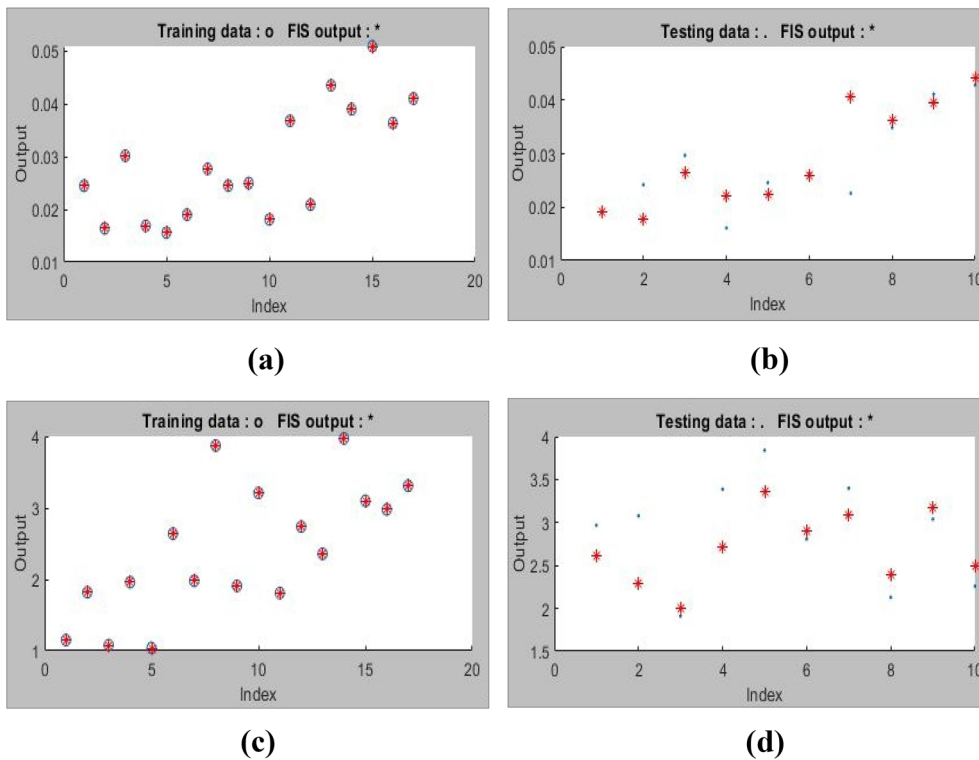 Training data : o   FIS output : *
0.05
0.04
0.03
0.02
0.01
Output
0
5
10
15
20
Index
(a)
Testing data : .   FIS output : *
0.05
0.04
0.03
0.02
0.01
Output
0
2
4
6
8
10
Index
(b)
Training data : o   FIS output : *
4
3
2
1
Output
0
5
10
15
20
Index
(c)
Testing data : .   FIS output : *
4
3.5
3
2.5
2
1.5
Output
0
2
4
6
8
10
Index
(d)